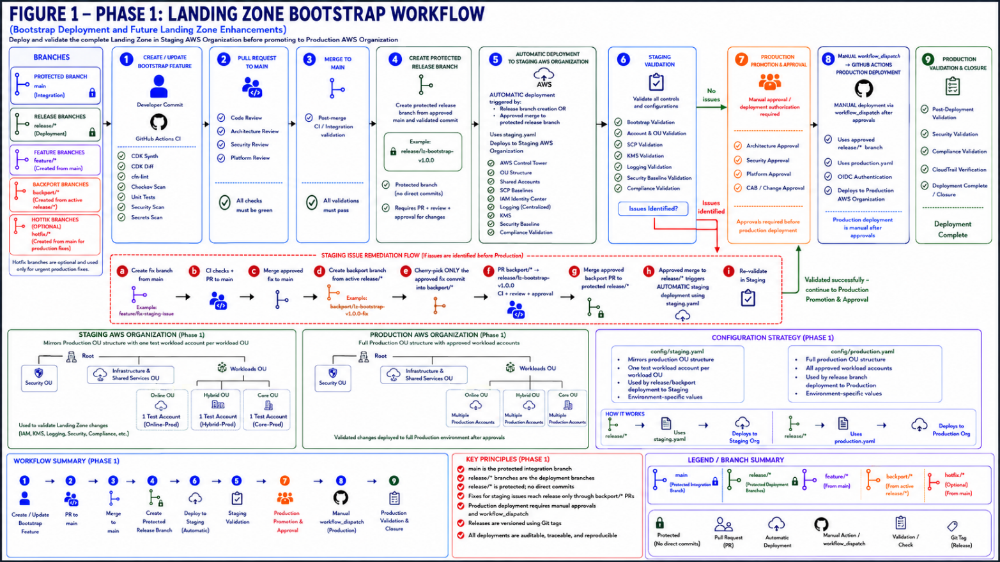 FIGURE 1 – PHASE 1: LANDING ZONE BOOTSTRAP WORKFLOW
(Bootstrap Deployment and Future Landing Zone Enhancements)
Deploy and validate the complete Landing Zone in Staging AWS Organization before promoting to Production AWS Organization
BRANCHES
PROTECTED BRANCH
main
(Integration)
RELEASE BRANCHES
release/*
(Deployment)
FEATURE BRANCHES
feature/*
(Created from main)
BACKPORT BRANCHES
backport/*
(Created from active
release/*)
HOTTIX BRANCHES
(OPTIONAL)
hotfix/*
(Created from main for
production fixes)
Hotfix branches are optional and used
only for urgent production fixes.
1
CREATE / UPDATE
BOOTSTRAP FEATURE
Developer Commit
GitHub Actions CI
CDK Synth
CDK Diff
cfn-lint
Checkov Scan
Unit Tests
Security Scan
Secrets Scan
2
PULL REQUEST
TO MAIN
Code Review
Architecture Review
Security Review
Platform Review
All checks
must be green
3
MERGE TO
MAIN
Post-merge
CI / Integration
validation
All validations
must pass
4
CREATE PROTECTED
RELEASE BRANCH
Create protected release
branch from approved
main and validated commit
Example:
release/lz-bootstrap-
v1.0.0
Protected branch
(no direct commits)
Requires PR + review +
approval for changes
5
AUTOMATIC DEPLOYMENT
TO STAGING AWS ORGANIZATION
AWS
AUTOMATIC deployment
triggered by:
• Release branch creation OR
• Approved merge to
protected release branch
Uses staging.yaml
Deploys to Staging AWS
Organization
AWS Control Tower
OU Structure
Shared Accounts
SCP Baselines
IAM Identity Center
Logging (Centralized)
KMS
Security Baseline
Compliance Validation
6
STAGING
VALIDATION
Validate all controls
and configurations
Bootstrap Validation
Account & OU Validation
SCP Validation
KMS Validation
Logging Validation
Security Baseline Validation
Compliance Validation
Issues Identified?
No
issues
Issues
identified
7
PRODUCTION
PROMOTION & APPROVAL
Manual approval /
deployment authorization
required
Architecture Approval
Security Approval
Platform Approval
CAB / Change Approval
Approvals required before
production deployment
8
MANUAL workflow_dispatch
→ GITHUB ACTIONS
PRODUCTION DEPLOYMENT
MANUAL deployment via
workflow_dispatch after
approvals
Uses approved
release/* branch
Uses production.yaml
OIDC Authentication
Deploys to Production
AWS Organization
Production deployment
is manual after
approvals
9
PRODUCTION
VALIDATION & CLOSURE
Post-Deployment
Validation
Security Validation
Compliance Validation
CloudTrail Verification
Deployment Complete
/ Closure
Deployment
Complete
STAGING ISSUE REMEDIATION FLOW (If issues are identified before Production)
a
Create fix branch
from main
Example:
feature/fix-staging-issue
b
CI checks +
PR to main
c
Merge approved
fix to main
d
Create backport branch
from active release/*
Example:
backport/lz-bootstrap-
v1.0.0-fix
e
Cherry-pick ONLY the
approved fix commit
into backport/*
f
PR backport/* →
release/lz-bootstrap-
v1.0.0
CI + review + approval
g
Merge approved
backport PR to
protected release/*
h
Approved merge to
release/* triggers
AUTOMATIC staging
deployment using
staging.yaml
i
Re-validate
in Staging
Validated successfully –
continue to Production
Promotion & Approval
STAGING AWS ORGANIZATION (Phase 1)
Mirrors Production OU structure with one test workload account per workload OU
Root
Security OU
Infrastructure &
Shared Services OU
Workloads OU
Online OU
1 Test Account
(Online-Prod)
Hybrid OU
1 Test Account
(Hybrid-Prod)
Core OU
1 Test Account
(Core-Prod)
Used to validate Landing Zone changes
(IAM, KMS, Logging, Security, Compliance, etc.)
PRODUCTION AWS ORGANIZATION (Phase 1)
Full Production OU structure with approved workload accounts
Root
Security OU
Infrastructure &
Shared Services OU
Workloads OU
Online OU
Multiple
Production Accounts
Hybrid OU
Multiple
Production Accounts
Core OU
Multiple
Production Accounts
Validated changes deployed to full Production environment after approvals
CONFIGURATION STRATEGY (PHASE 1)
config/staging.yaml
• Mirrors production OU structure
• One test workload account per
workload OU
• Used by release/backport
deployment to Staging
• Environment-specific values
config/production.yaml
• Full production OU structure
• All approved workload accounts
• Used by release branch
deployment to Production
• Environment-specific values
HOW IT WORKS
release/*
Uses
staging.yaml
Deploys to
Staging Org
release/*
Uses
production.yaml
Deploys to
Production Org
WORKFLOW SUMMARY (PHASE 1)
1
Create / Update
Bootstrap
Feature
2
PR to
main
3
Merge
to
main
4
Create
Protected
Release Branch
6
Deploy to
Staging
(Automatic)
5
Staging
Validation
7
Production
Promotion &
Approval
8
Manual
workflow_dispatch
(Production)
9
Production
Validation &
Closure
KEY PRINCIPLES (PHASE 1)
main is the protected integration branch
release/* branches are the deployment branches
release/* is protected; no direct commits
Fixes for staging issues reach release only through backport/* PRs
Production deployment requires manual approvals
and workflow_dispatch
Releases are versioned using Git tags
All deployments are auditable, traceable, and reproducible
LEGEND / BRANCH SUMMARY
main
(Protected Integration
Branch)
release/*
(Protected Deployment
Branches)
feature/*
(From main)
backport/*
(From active
release/*)
hotfix/*
(Optional)
(From main)
Protected
(No direct commits)
Pull Request
(PR)
Automatic
Deployment
Manual Action /
workflow_dispatch
Validation /
Check
Git Tag
(Release)